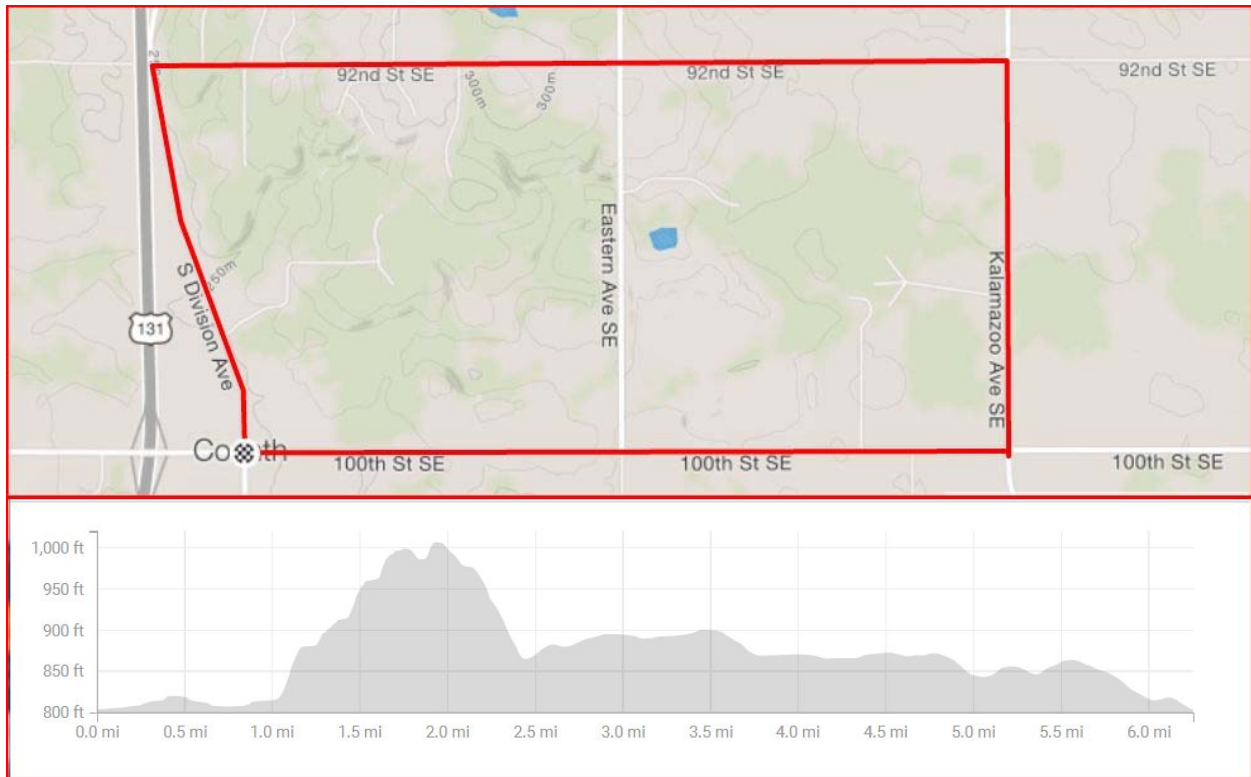 250m
92nd St SE
92nd St SE
92nd St SE
300m
300m
Eastern Ave SE
Kalamazoo Ave SE
250m
S Division Ave
131
100th St SE
100th St SE
100th St SE
1,000 ft
950 ft
900 ft
850 ft
800 ft
0.0 mi
0.5 mi
1.0 mi
1.5 mi
2.0 mi
2.5 mi
3.0 mi
3.5 mi
4.0 mi
4.5 mi
5.0 mi
5.5 mi
6.0 mi